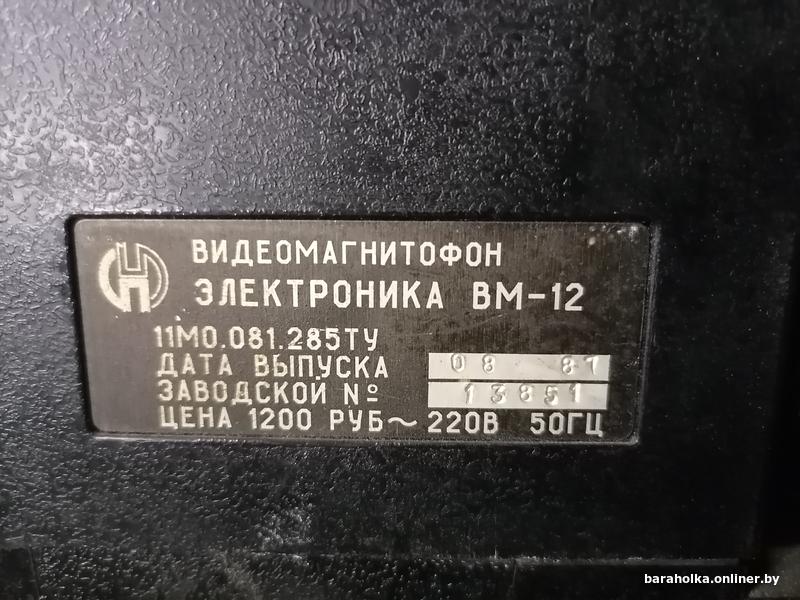 ВИДЕОМАГНИТОФОН
ЭЛЕКТРОНИКА ВМ-12
11М0.081.285ТУ
ДАТА ВЫПУСКА 08 87
ЗАВОДСКОЙ № 13851
ЦЕНА 1200 РУБ ~ 220В 50ГЦ
baraholka.onliner.by